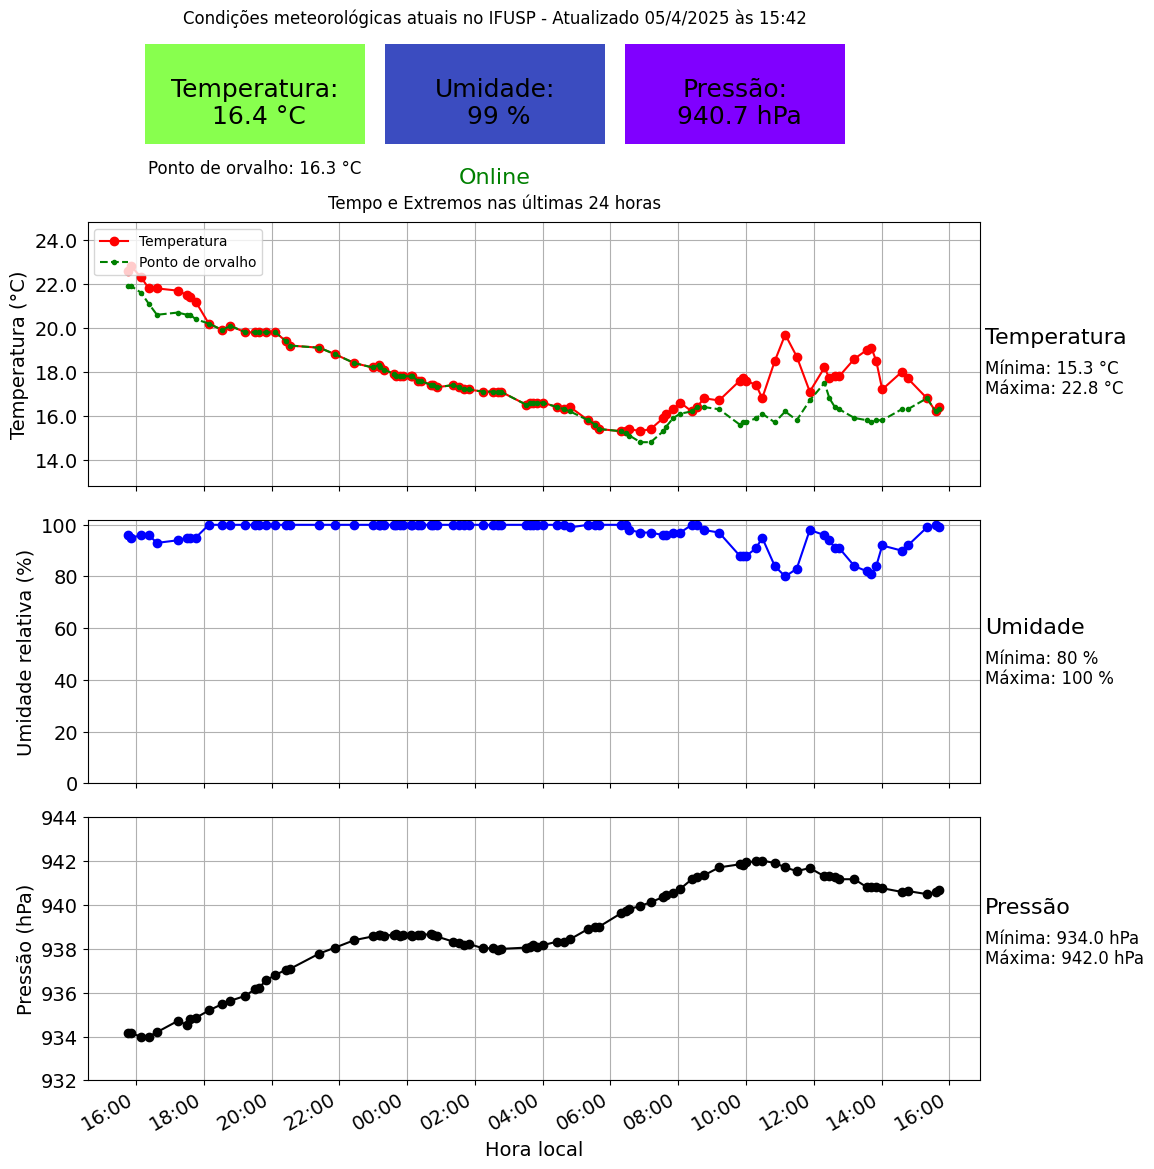 Condições meteorológicas atuais no IFUSP - Atualizado 05/4/2025 às 15:42
Temperatura:
16.4 °C
Umidade:
99 %
Pressão:
940.7 hPa
Ponto de orvalho: 16.3 °C
Online
Tempo e Extremos nas últimas 24 horas
Temperatura
Ponto de orvalho
Temperatura (°C)
24.0
22.0
20.0
18.0
16.0
14.0
Temperatura
Mínima: 15.3 °C
Máxima: 22.8 °C
Umidade relativa (%)
100
80
60
40
20
0
Umidade
Mínima: 80 %
Máxima: 100 %
Pressão (hPa)
944
942
940
938
936
934
932
Pressão
Mínima: 934.0 hPa
Máxima: 942.0 hPa
16:00 18:00 20:00 22:00 00:00 02:00 04:00 06:00 08:00 10:00 12:00 14:00 16:00
Hora local